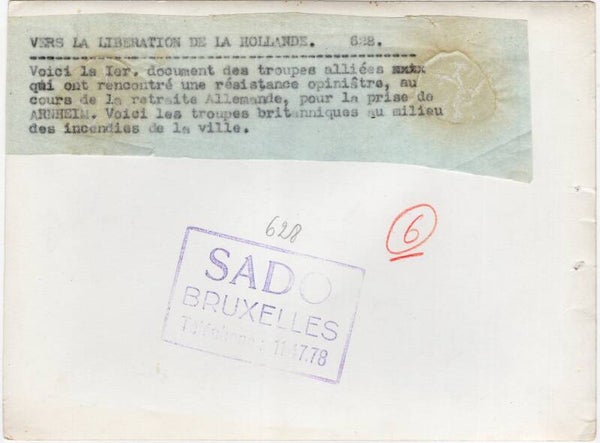 VERS LA LIBERATION DE LA HOLLANDE. 628.
Voici la Ier. document des troupes alliées xxxx
qui ont rencontré une résistance opiniâtre, au
cours de la retraite Allemande, pour la prise de
ARNHEIM. Voici les troupes britanniques au milieu
des incendies de la ville.
628
6
SADO
BRUXELLES
Téléphone: 11.47.78